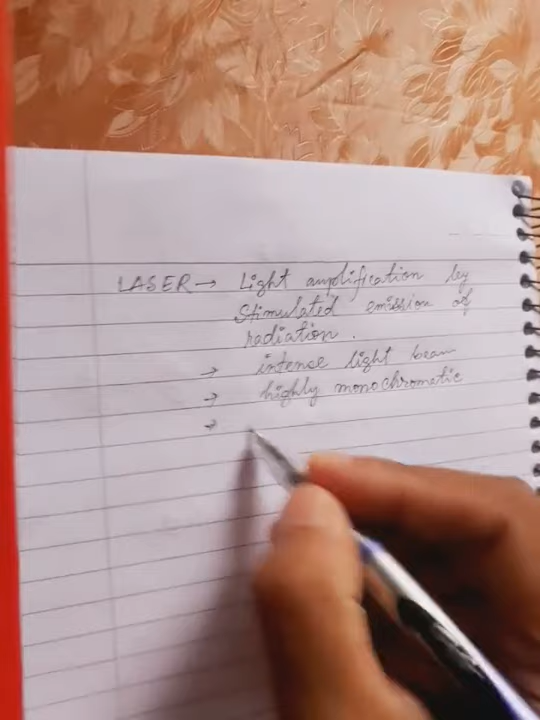 LASER → Light amplification by
Stimulated emission of
radiation.
→ intense light beam
→ highly monochromatic
→